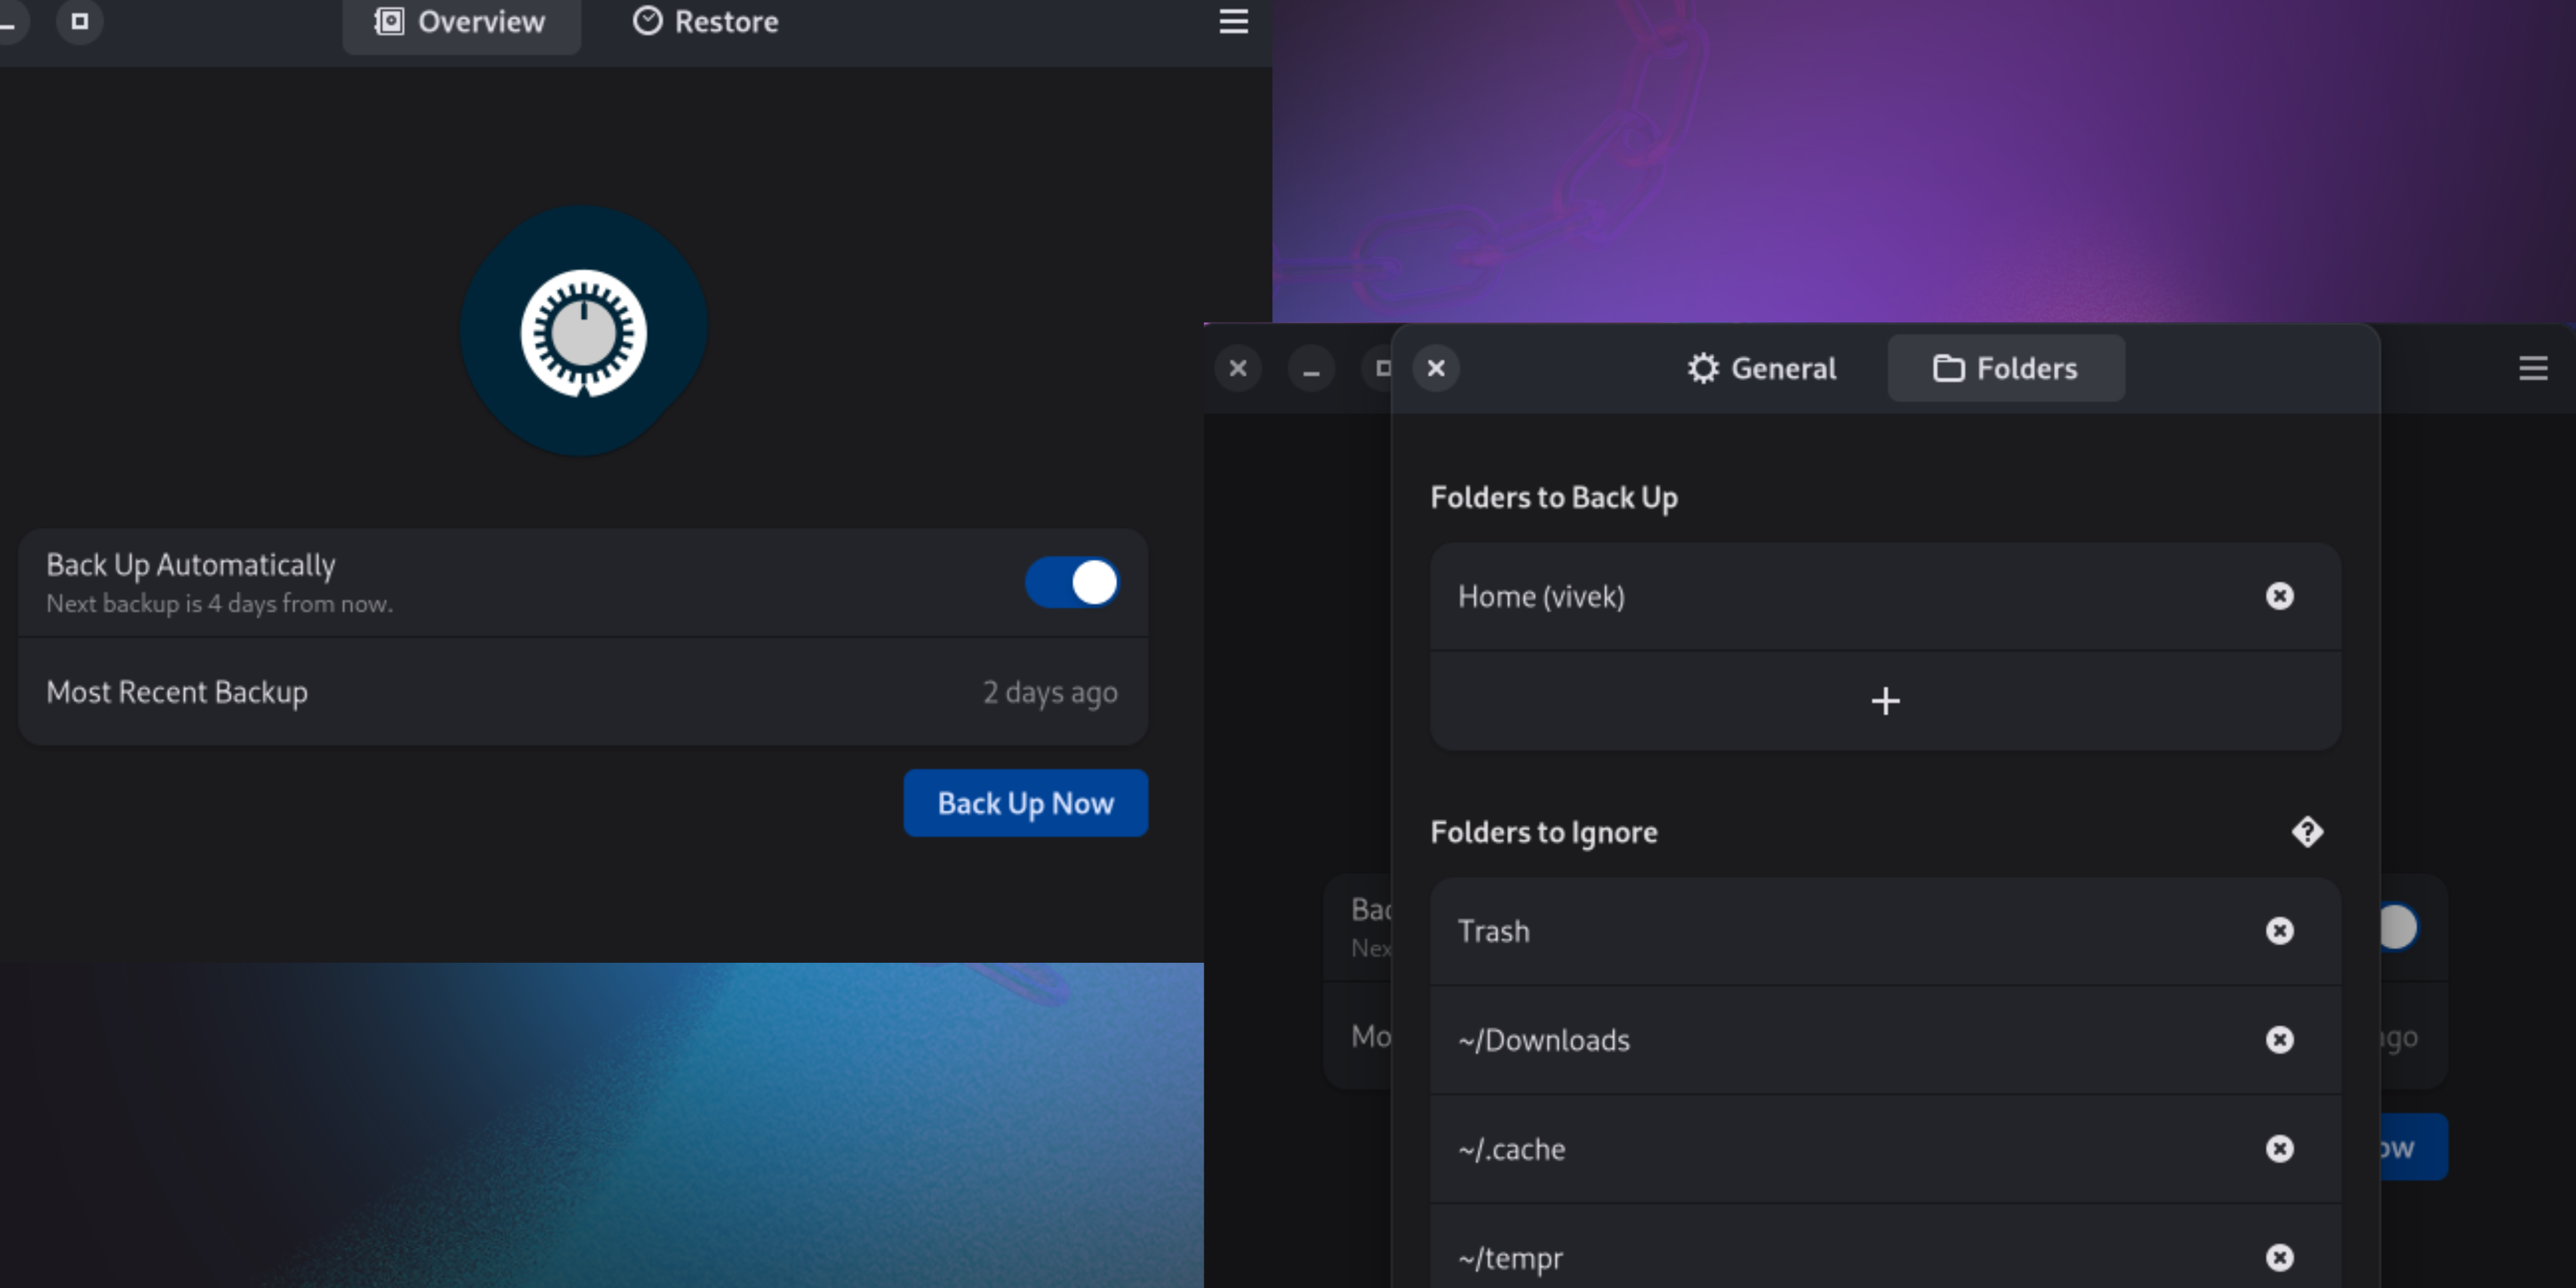 Overview
Restore
Back Up Automatically
Next backup is 4 days from now.
Most Recent Backup
2 days ago
Back Up Now
General
Folders
Folders to Back Up
Home (vivek)
Folders to Ignore
Trash
~/Downloads
~/.cache
~/tempr
Bac
Nex
Mo
ago
ow